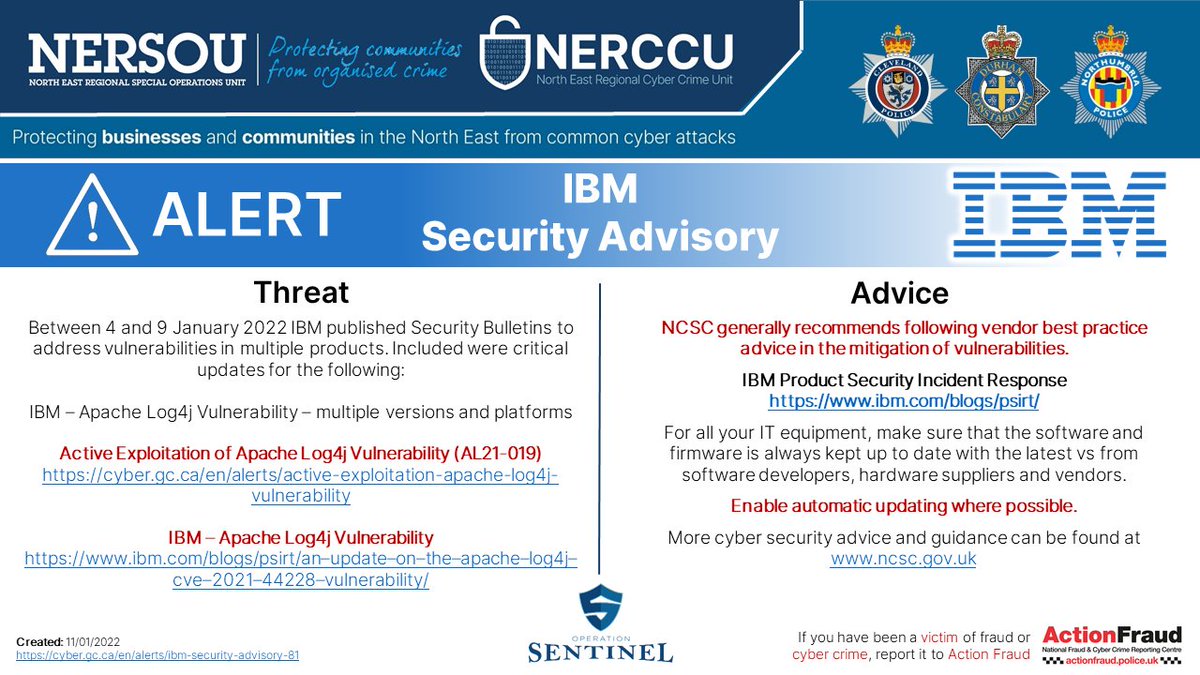 NERSOU
NORTH EAST REGIONAL SPECIAL OPERATIONS UNIT
Protecting communities
from organised crime
NERCCU
North East Regional Cyber Crime Unit
CLEVELAND
POLICE
DURHAM
CONSTABULARY
NORTHUMBRIA
POLICE
Protecting businesses and communities in the North East from common cyber attacks
ALERT
IBM
Security Advisory
IBM
Threat
Between 4 and 9 January 2022 IBM published Security Bulletins to
address vulnerabilities in multiple products. Included were critical
updates for the following:
IBM – Apache Log4j Vulnerability – multiple versions and platforms
Active Exploitation of Apache Log4j Vulnerability (AL21-019)
https://cyber.gc.ca/en/alerts/active-exploitation-apache-log4j-
vulnerability
IBM – Apache Log4j Vulnerability
https://www.ibm.com/blogs/psirt/an-update-on-the-apache-log4j–
cve–2021–44228–vulnerability/
Advice
NCSC generally recommends following vendor best practice
advice in the mitigation of vulnerabilities.
IBM Product Security Incident Response
https://www.ibm.com/blogs/psirt/
For all your IT equipment, make sure that the software and
firmware is always kept up to date with the latest vs from
software developers, hardware suppliers and vendors.
Enable automatic updating where possible.
More cyber security advice and guidance can be found at
www.ncsc.gov.uk
Created: 11/01/2022
https://cyber.gc.ca/en/alerts/ibm-security-advisory-81
OPERATION
SENTINEL
If you have been a victim of fraud or
cyber crime, report it to Action Fraud
ActionFraud
National Fraud & Cyber Crime Reporting Centre
actionfraud.police.uk